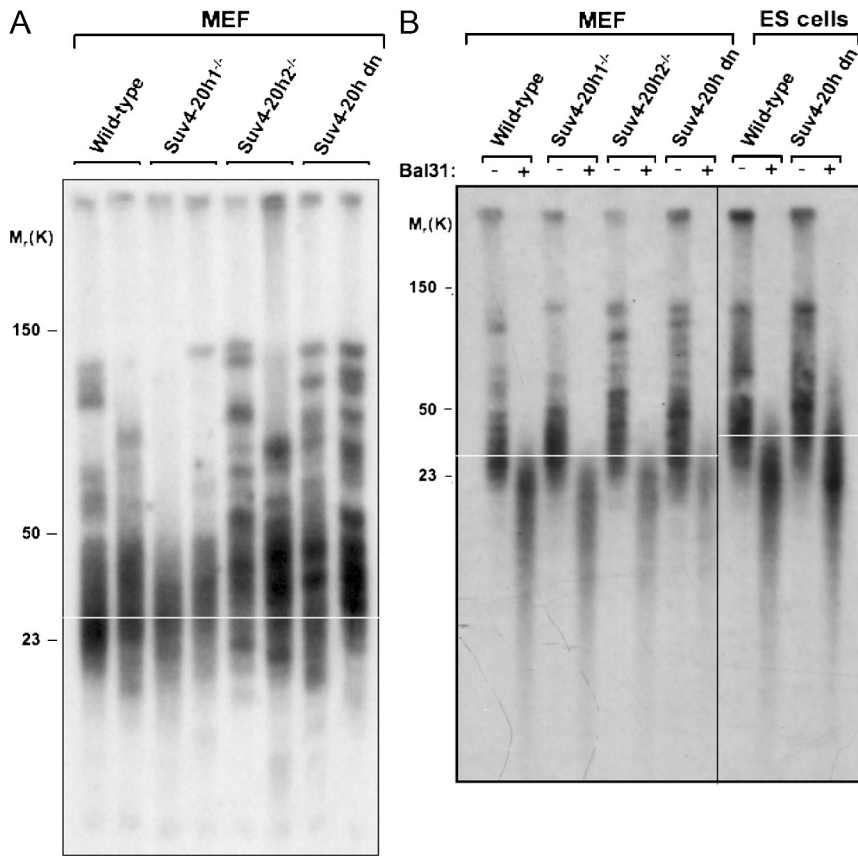 A
MEF
Wild-type
Suv4-20h1-/-
Suv4-20h2-/-
Suv4-20h dn
Mr(K)
150 –
50 –
23 –
B
MEF
ES cells
Wild-type
Suv4-20h1-/-
Suv4-20h2-/-
Suv4-20h dn
Wild-type
Suv4-20h dn
Bal31: - + - + - + - + - + - +
Mr(K)
150 –
50 –
23 –